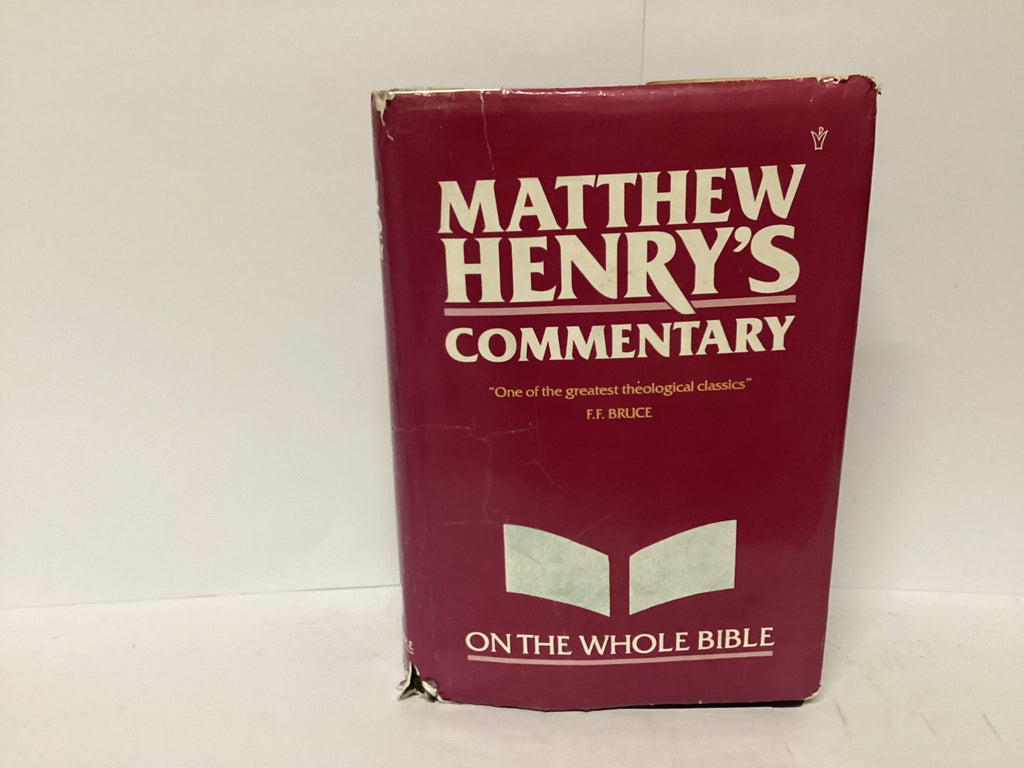 MATTHEW
HENRY'S
COMMENTARY
“One of the greatest theological classics”
F.F. BRUCE
ON THE WHOLE BIBLE